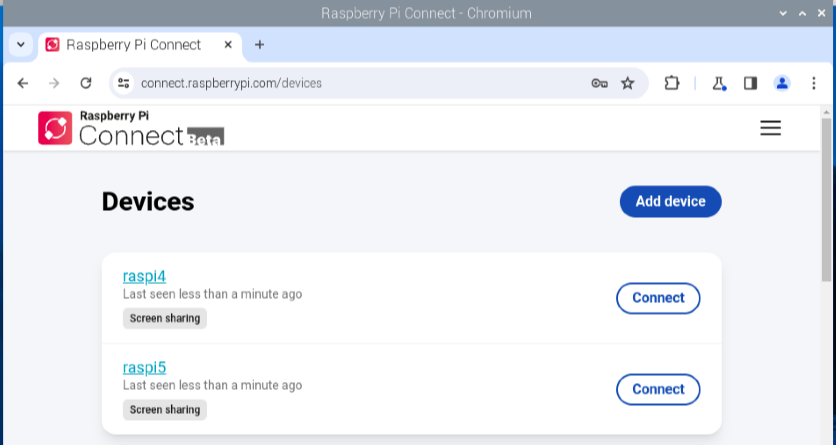 Raspberry Pi Connect - Chromium
Raspberry Pi Connect
connect.raspberrypi.com/devices
Raspberry Pi
Connect Beta
Devices
Add device
raspi4
Last seen less than a minute ago
Screen sharing
Connect
raspi5
Last seen less than a minute ago
Screen sharing
Connect